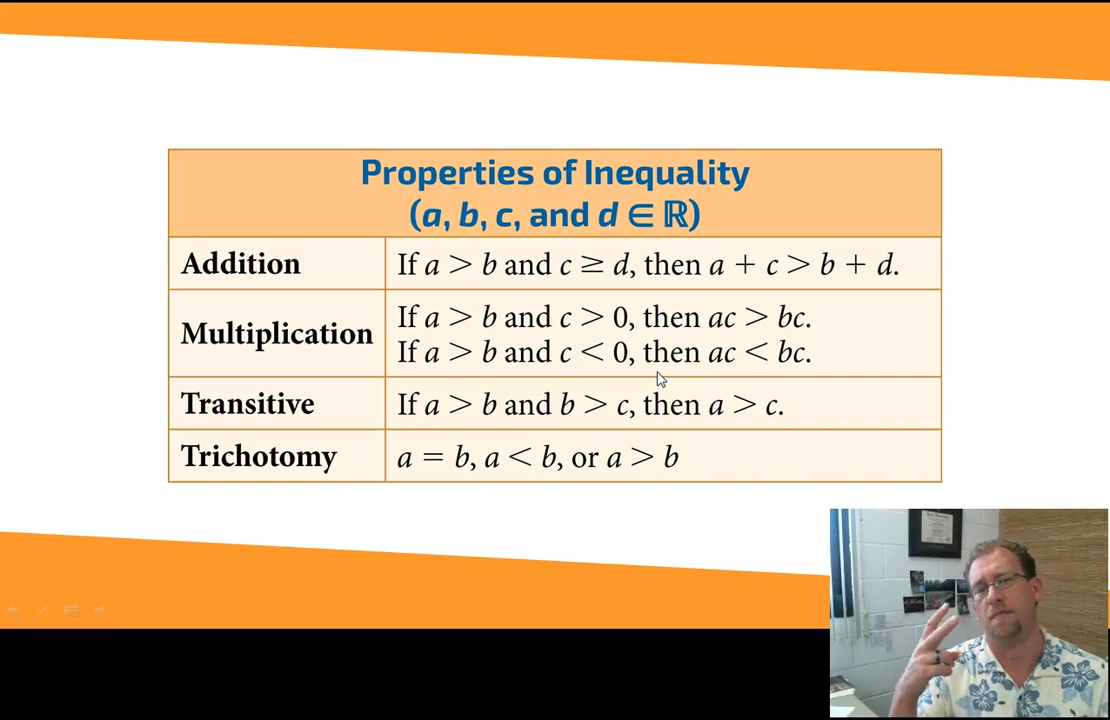 Properties of Inequality
(a, b, c, and d ∈ ℝ)
Addition
If a > b and c ≥ d, then a + c > b + d.
Multiplication
If a > b and c > 0, then ac > bc.
If a > b and c < 0, then ac < bc.
Transitive
If a > b and b > c, then a > c.
Trichotomy
a = b, a < b, or a > b